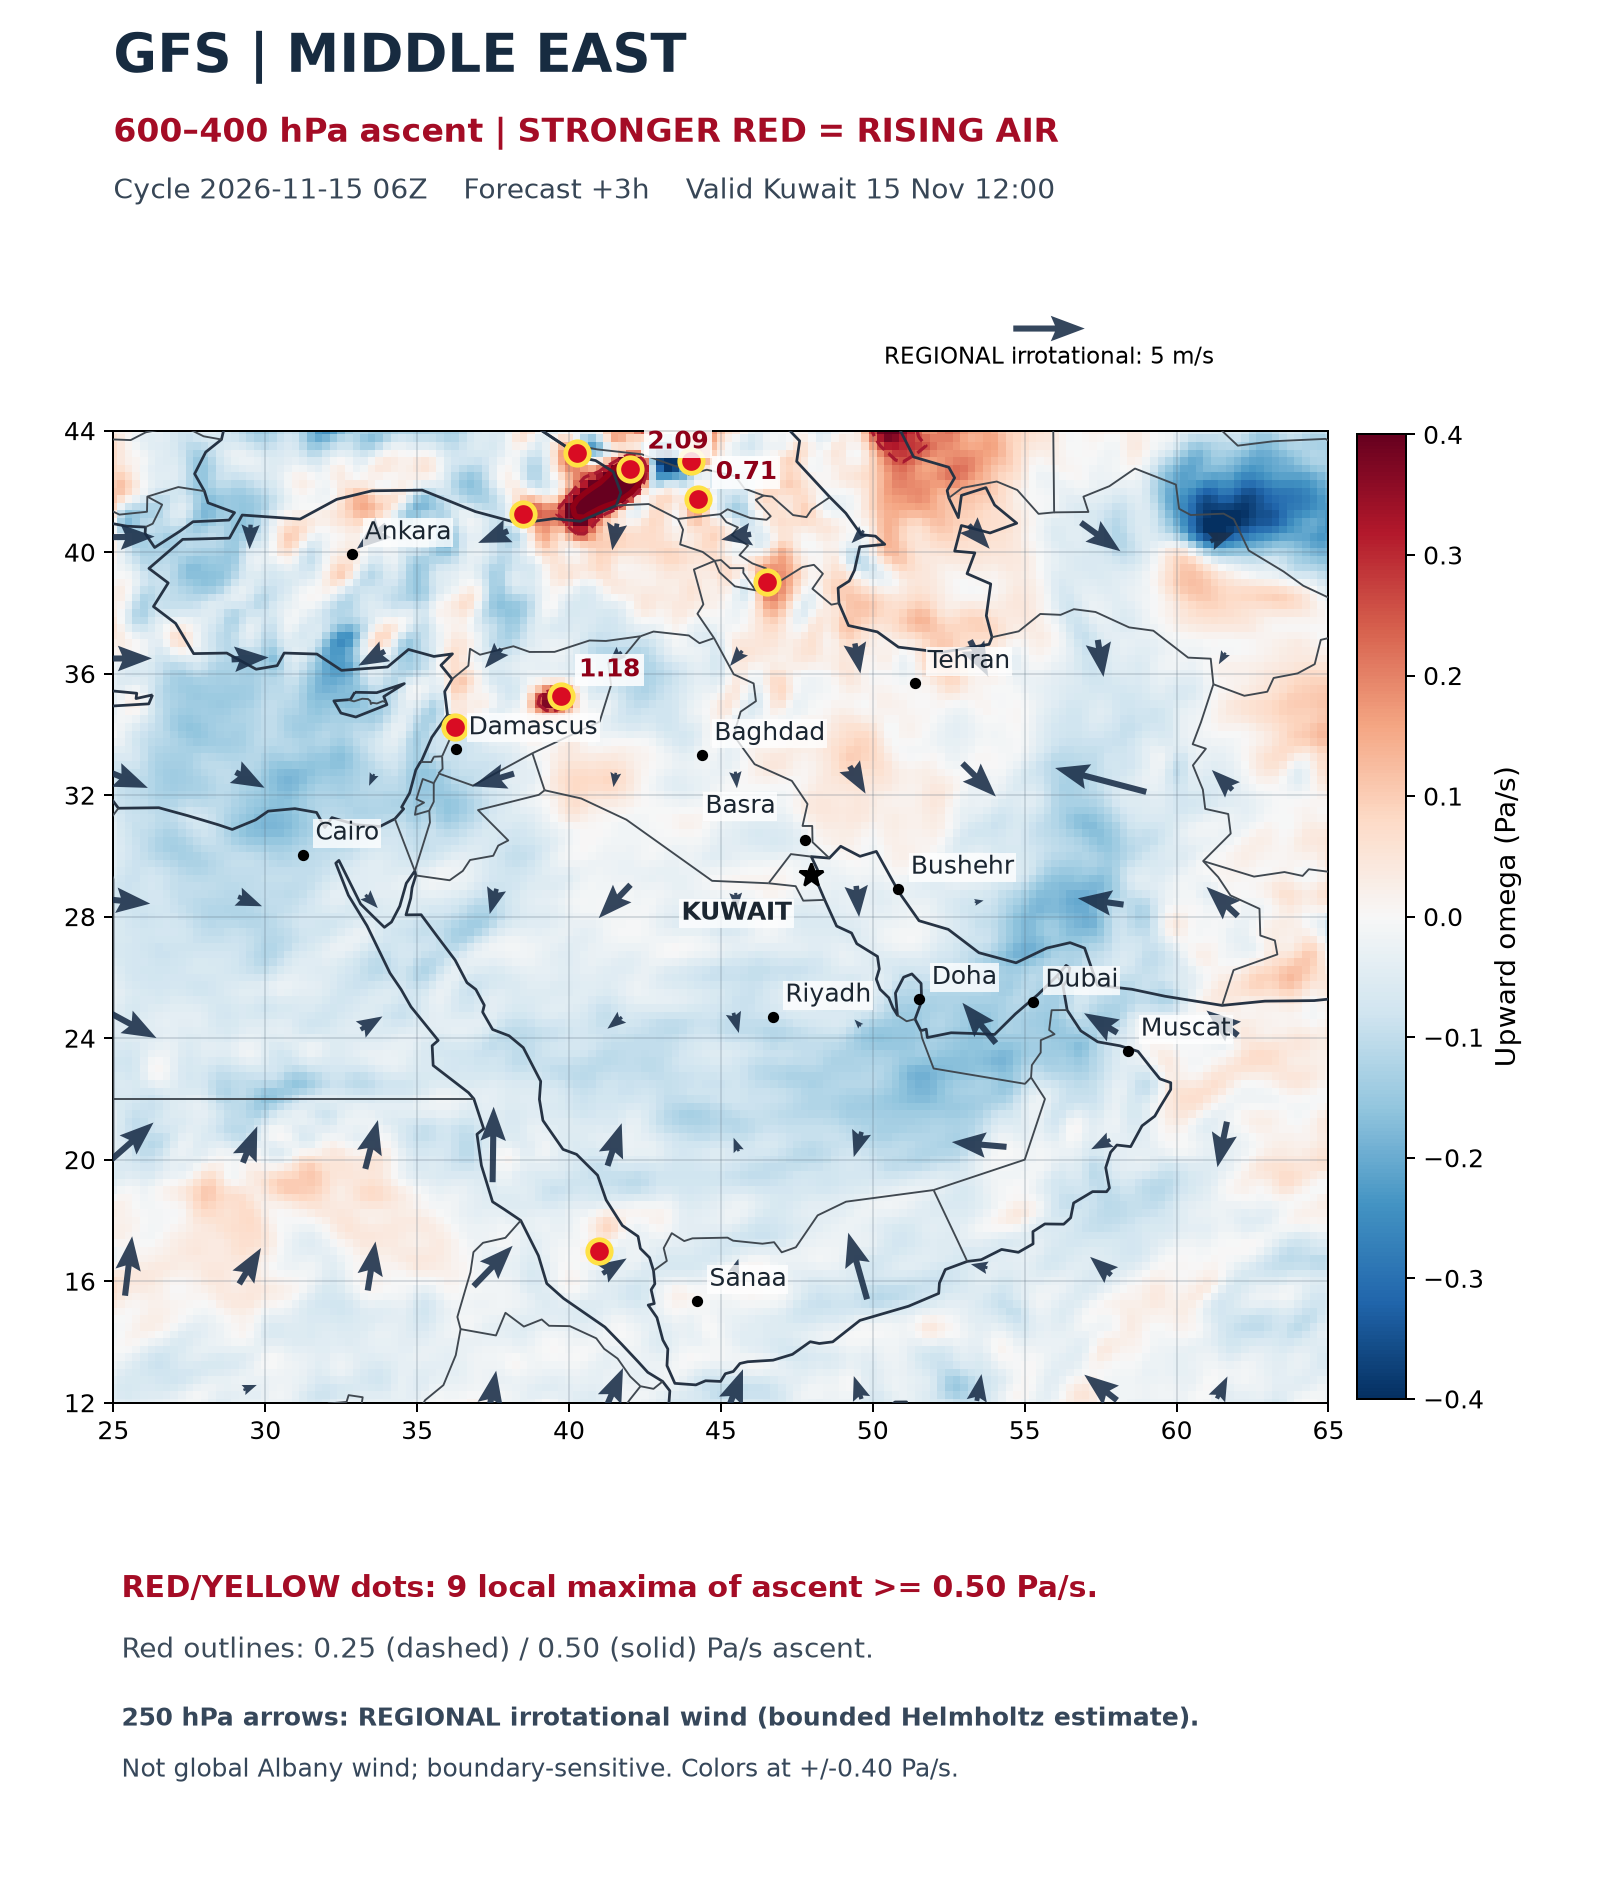 GFS | MIDDLE EAST
600–400 hPa ascent | STRONGER RED = RISING AIR
Cycle 2026-11-15 06Z    Forecast +3h    Valid Kuwait 15 Nov 12:00
REGIONAL irrotational: 5 m/s
44
40
36
32
28
24
20
16
12
2.09
0.71
Ankara
Tehran
1.18
Damascus
Baghdad
Basra
Cairo
Bushehr
KUWAIT
Doha
Dubai
Riyadh
Muscat
Sanaa
25 30 35 40 45 50 55 60 65
0.4
0.3
0.2
0.1
0.0
−0.1
−0.2
−0.3
−0.4
Upward omega (Pa/s)
RED/YELLOW dots: 9 local maxima of ascent >= 0.50 Pa/s.
Red outlines: 0.25 (dashed) / 0.50 (solid) Pa/s ascent.
250 hPa arrows: REGIONAL irrotational wind (bounded Helmholtz estimate).
Not global Albany wind; boundary-sensitive. Colors at +/-0.40 Pa/s.